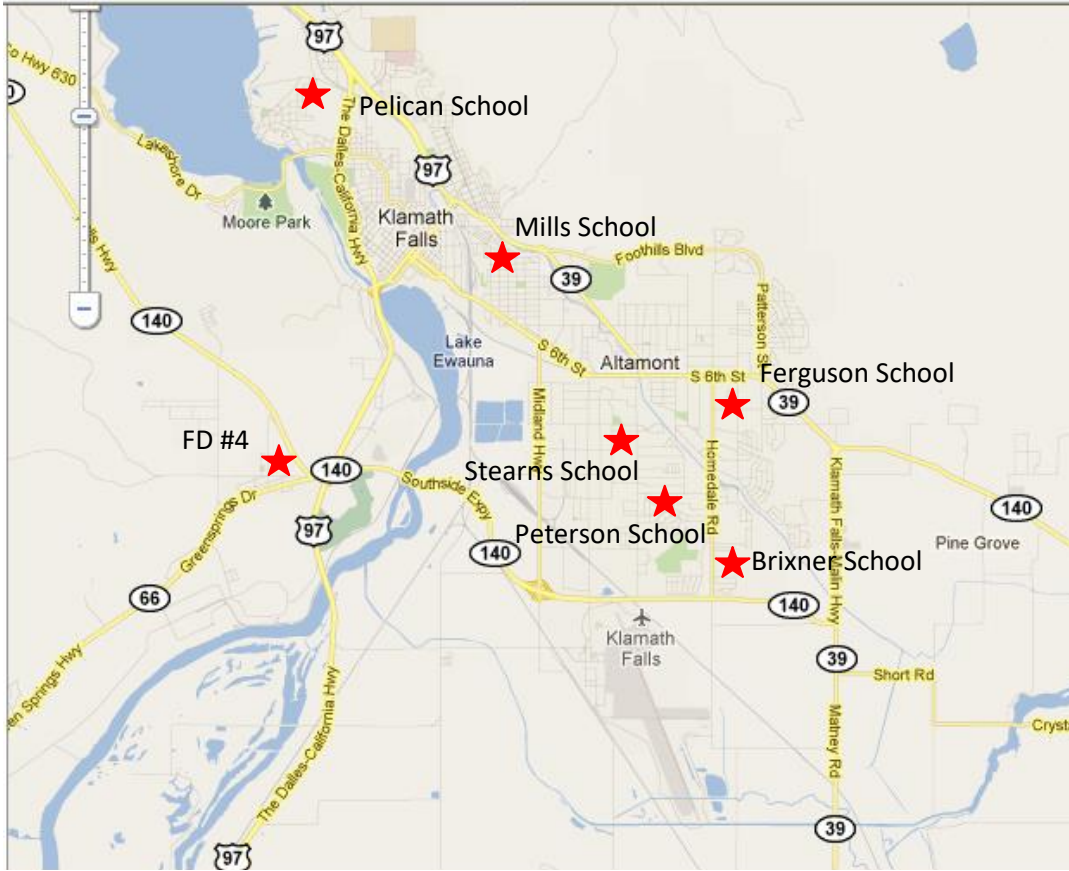 97
Co Hwy 630
Pelican School
The Dalles-California Hwy
Lakeshore Dr
97
Moore Park
Klamath
Falls
Mills School
Foothills Blvd
39
Patterson St
140
Lake
Ewauna
S 6th St
Altamont
S 6th St
Ferguson School
39
Midland Hwy
Homedale Rd
FD #4
140
Stearns School
Southside Expy
Klamath Falls-Malin Hwy
Greensprings Dr
97
140
Peterson School
140
Pine Grove
Brixner School
66
140
Klamath
Falls
39
Short Rd
The Dalles-California Hwy
Matney Rd
Cryst
39
97